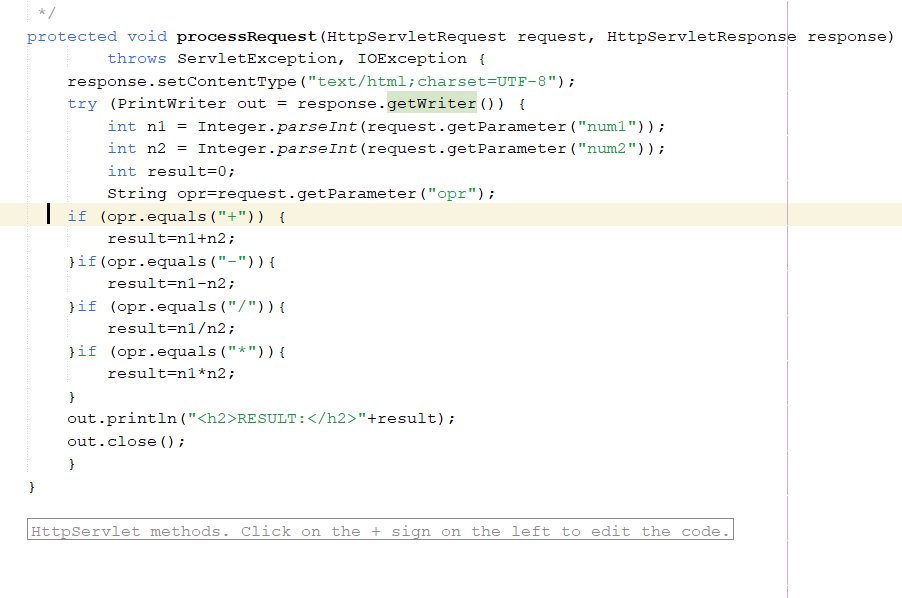 */
protected void processRequest(HttpServletRequest request, HttpServletResponse response)
throws ServletException, IOException {
response.setContentType("text/html;charset=UTF-8");
try (PrintWriter out = response.getWriter()) {
int n1 = Integer.parseInt(request.getParameter("num1"));
int n2 = Integer.parseInt(request.getParameter("num2"));
int result=0;
String opr=request.getParameter("opr");
if (opr.equals("+")) {
result=n1+n2;
}if(opr.equals("-")){
result=n1-n2;
}if (opr.equals("/")){
result=n1/n2;
}if (opr.equals("*")){
result=n1*n2;
}
out.println("<h2>RESULT:</h2>"+result);
out.close();
}
}
HttpServlet methods. Click on the + sign on the left to edit the code.